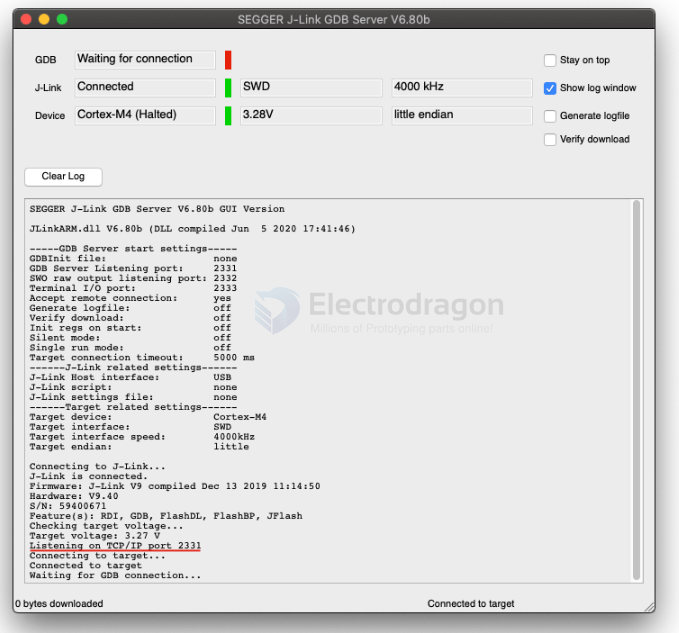 SEGGER J-Link GDB Server V6.80b
GDB Waiting for connection Stay on top
J-Link Connected SWD 4000 kHz Show log window
Device Cortex-M4 (Halted) 3.28V little endian Generate logfile
Verify download
Clear Log
SEGGER J-Link GDB Server V6.80b GUI Version
JLinkARM.dll V6.80b (DLL compiled Jun  5 2020 17:41:46)
-----GDB Server start settings-----
GDBInit file: none
GDB Server Listening port: 2331
SWO raw output listening port: 2332
Terminal I/O port: 2333
Accept remote connection: yes
Generate logfile: off
Verify download: off
Init regs on start: off
Silent mode: off
Single run mode: off
Target connection timeout: 5000 ms
------J-Link related settings------
J-Link Host interface: USB
J-Link script: none
J-Link settings file: none
------Target related settings------
Target device: Cortex-M4
Target interface: SWD
Target interface speed: 4000kHz
Target endian: little
Connecting to J-Link...
J-Link is connected.
Firmware: J-Link V9 compiled Dec 13 2019 11:14:50
Hardware: V9.40
S/N: 59400671
Feature(s): RDI, GDB, FlashDL, FlashBP, JFlash
Checking target voltage...
Target voltage: 3.27 V
Listening on TCP/IP port 2331
Connecting to target...
Connected to target
Waiting for GDB connection...
Electrodragon
Millions of Prototyping parts online!
0 bytes downloaded Connected to target